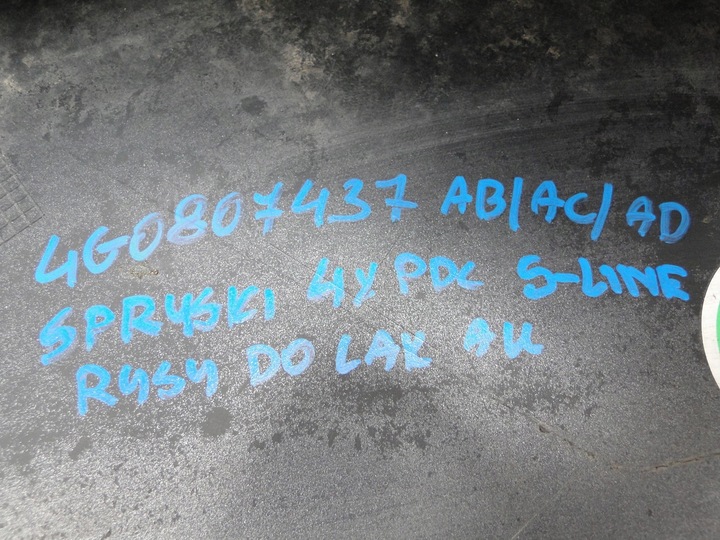 4G0807437 AB/AC/AD
SPRYSKI 4X PDC S-LINE
RYSY DO LAK AK